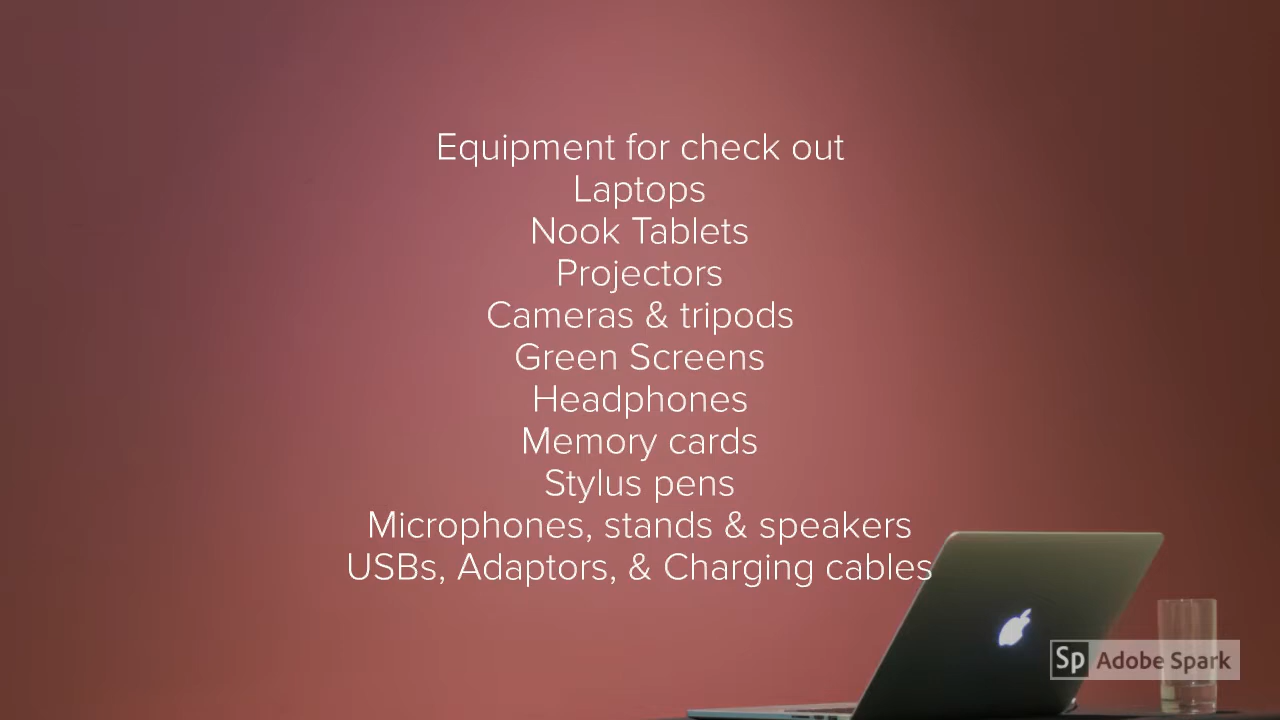 Equipment for check out
Laptops
Nook Tablets
Projectors
Cameras & tripods
Green Screens
Headphones
Memory cards
Stylus pens
Microphones, stands & speakers
USBs, Adaptors, & Charging cables
Sp Adobe Spark